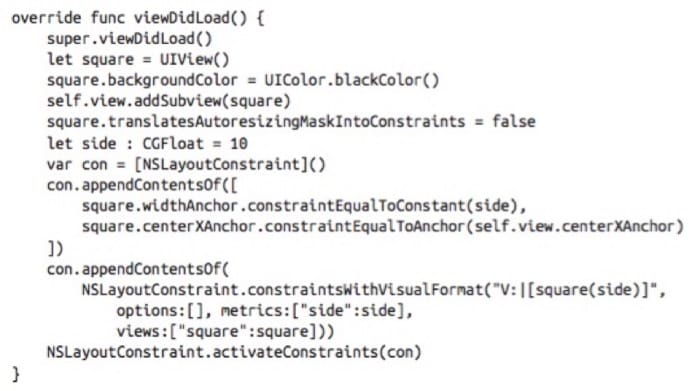 override func viewDidLoad() {
super.viewDidLoad()
let square = UIView()
square.backgroundColor = UIColor.blackColor()
self.view.addSubview(square)
square.translatesAutoresizingMaskIntoConstraints = false
let side : CGFloat = 10
var con = [NSLayoutConstraint]()
con.appendContentsOf([
square.widthAnchor.constraintEqualToConstant(side),
square.centerXAnchor.constraintEqualToAnchor(self.view.centerXAnchor)
])
con.appendContentsOf(
NSLayoutConstraint.constraintsWithVisualFormat("V:|[square(side)]",
options:[], metrics:["side":side],
views:["square":square]))
NSLayoutConstraint.activateConstraints(con)
}